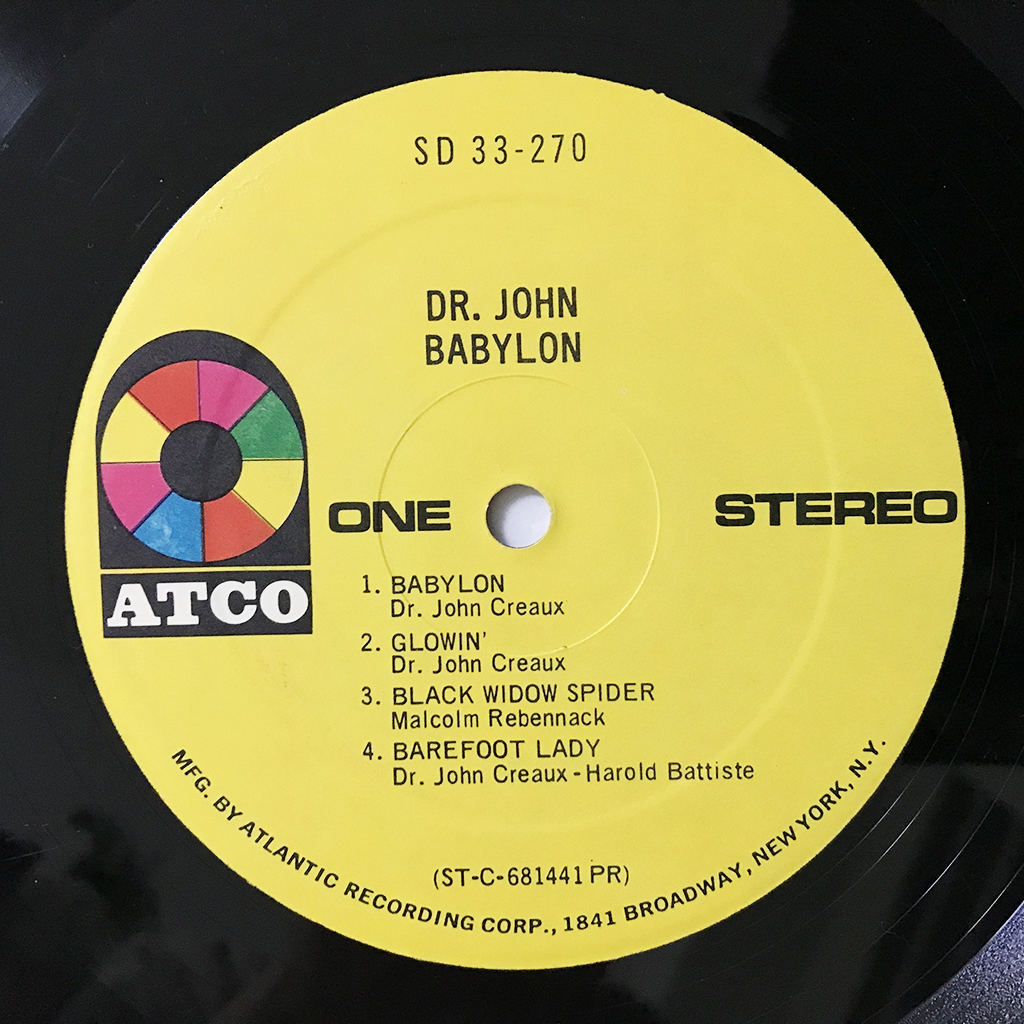 SD 33-270
DR. JOHN
BABYLON
ATCO
ONE
STEREO
1. BABYLON
Dr. John Creaux
2. GLOWIN'
Dr. John Creaux
3. BLACK WIDOW SPIDER
Malcolm Rebennack
4. BAREFOOT LADY
Dr. John Creaux - Harold Battiste
(ST-C-681441 PR)
MFG. BY ATLANTIC RECORDING CORP., 1841 BROADWAY, NEW YORK, N.Y.